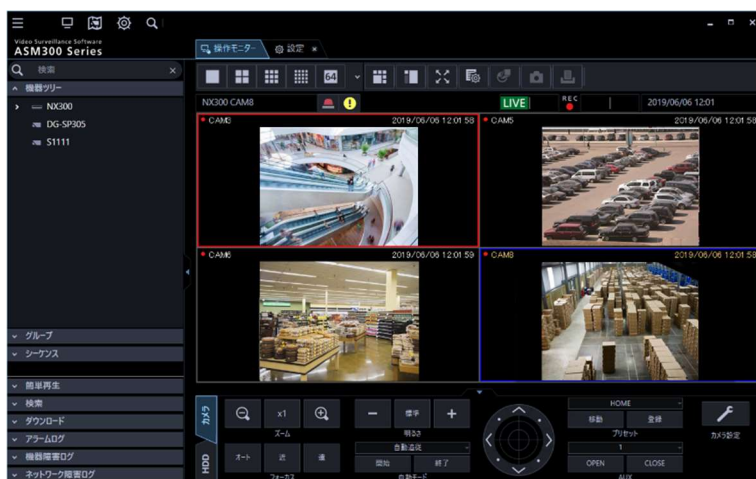 Video Surveillance Software
ASM300 Series
操作モニター
設定
検索
機器ツリー
NX300
DG-SP305
S1111
グループ
シーケンス
簡単再生
検索
ダウンロード
アラームログ
機器障害ログ
ネットワーク障害ログ
64
NX300 CAM8
LIVE
REC
2019/06/06 12:01
CAM3
2019/06/06 12:01:58
CAM5
2019/06/06 12:01:58
CAM6
2019/06/06 12:01:59
CAM8
2019/06/06 12:01:58
カメラ
HDD
x1
ズーム
オート
近
遠
フォーカス
標準
明るさ
自動追従
開始
終了
自動モード
HOME
移動
登録
プリセット
1
OPEN
CLOSE
AUX
カメラ設定